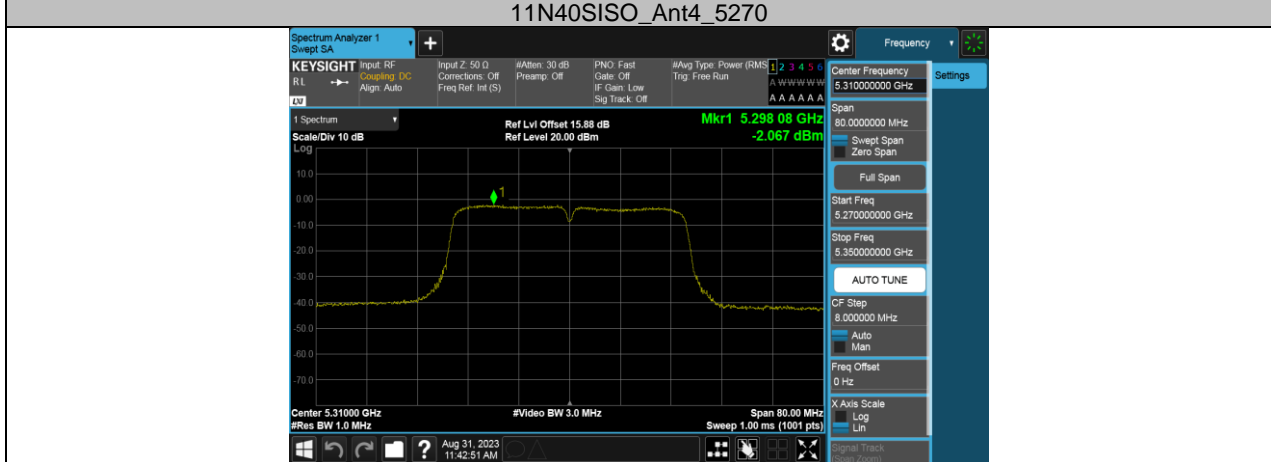 11N40SISO_Ant4_5270
Spectrum Analyzer 1
Swept SA
+
Frequency
KEYSIGHT
RL
LXI
Input: RF
Coupling: DC
Align: Auto
Input Z: 50 Ω
Corrections: Off
Freq Ref: Int (S)
#Atten: 30 dB
Preamp: Off
PNO: Fast
Gate: Off
IF Gain: Low
Sig Track: Off
#Avg Type: Power (RMS
Trig: Free Run
1 2 3 4 5 6
A W W W W W
A A A A A A
1 Spectrum
Scale/Div 10 dB
Log
Ref Lvl Offset 15.88 dB
Ref Level 20.00 dBm
Mkr1 5.298 08 GHz
-2.067 dBm
1
10.0
0.00
-10.0
-20.0
-30.0
-40.0
-50.0
-60.0
-70.0
Center 5.31000 GHz
#Res BW 1.0 MHz
#Video BW 3.0 MHz
Span 80.00 MHz
Sweep 1.00 ms (1001 pts)
Center Frequency
5.310000000 GHz
Settings
Span
80.0000000 MHz
Swept Span
Zero Span
Full Span
Start Freq
5.270000000 GHz
Stop Freq
5.350000000 GHz
AUTO TUNE
CF Step
8.000000 MHz
Auto
Man
Freq Offset
0 Hz
X Axis Scale
Log
Lin
Signal Track
(Span Zoom)
?
Aug 31, 2023
11:42:51 AM